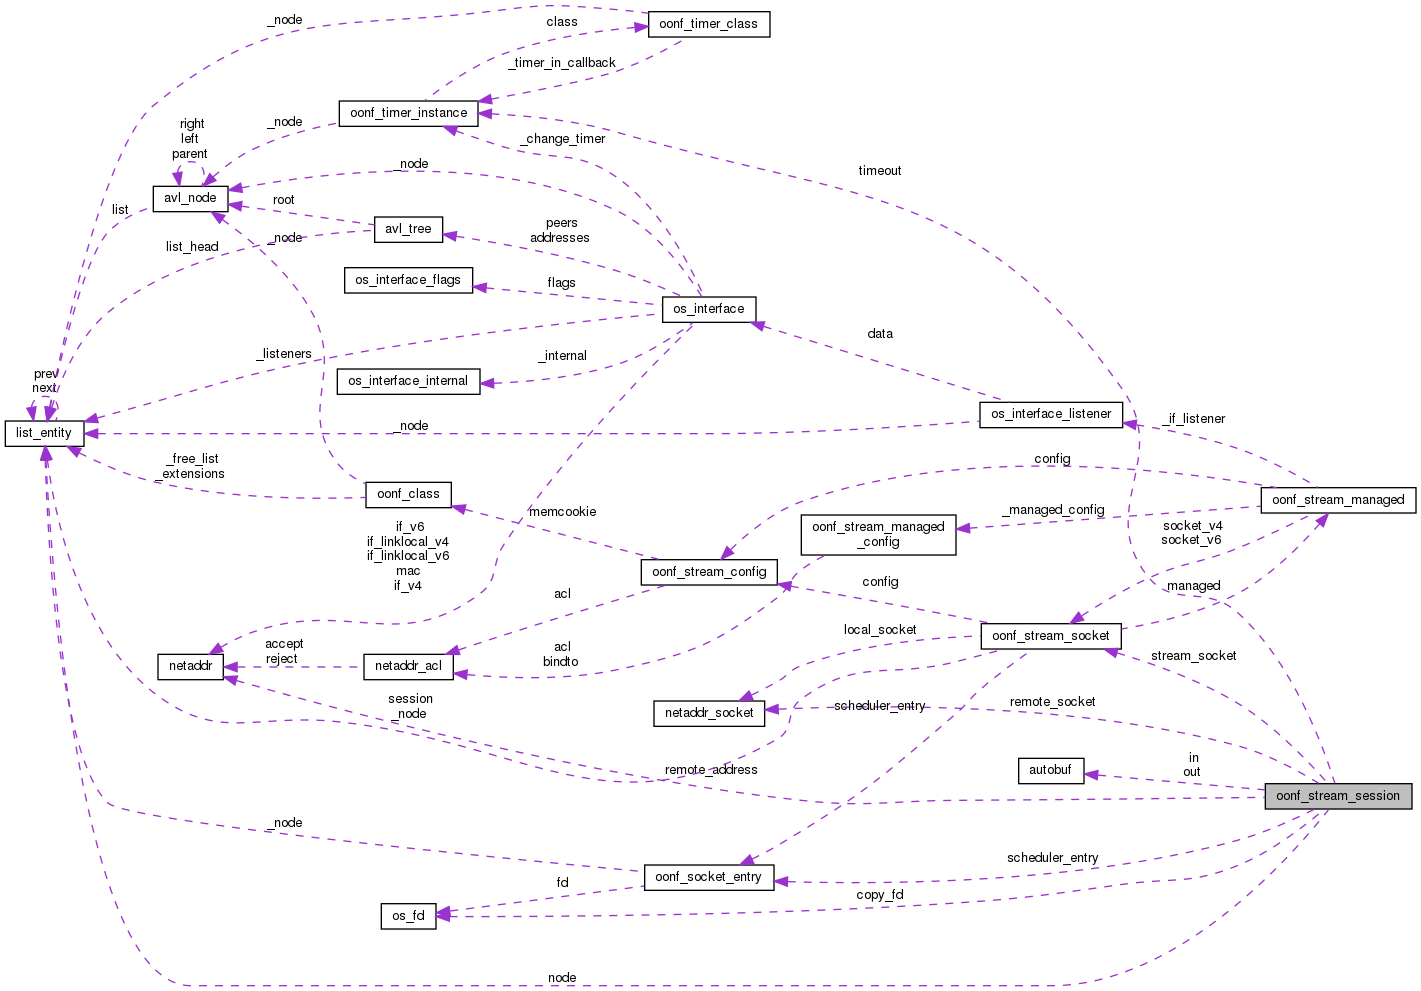 _node
class
oonf_timer_class
_timer_in_callback
oonf_timer_instance
right
left
parent
_node
_change_timer
_node
timeout
avl_node
root
list
avl_tree
peers
addresses
list_head
_node
os_interface_flags
flags
os_interface
data
_listeners
_internal
prev
next
os_interface_internal
os_interface_listener
_if_listener
list_entity
_node
config
_free_list
_extensions
oonf_class
oonf_stream_managed
memcookie
_managed_config
oonf_stream_managed
_config
socket_v4
socket_v6
if_v6
if_linklocal_v4
if_linklocal_v6
mac
if_v4
oonf_stream_config
config
managed
acl
local_socket
oonf_stream_socket
accept
reject
acl
bindto
netaddr
netaddr_acl
stream_socket
session
_node
netaddr_socket
scheduler_entry
remote_socket
remote_address
autobuf
in
out
oonf_stream_session
_node
scheduler_entry
oonf_socket_entry
fd
copy_fd
os_fd
node